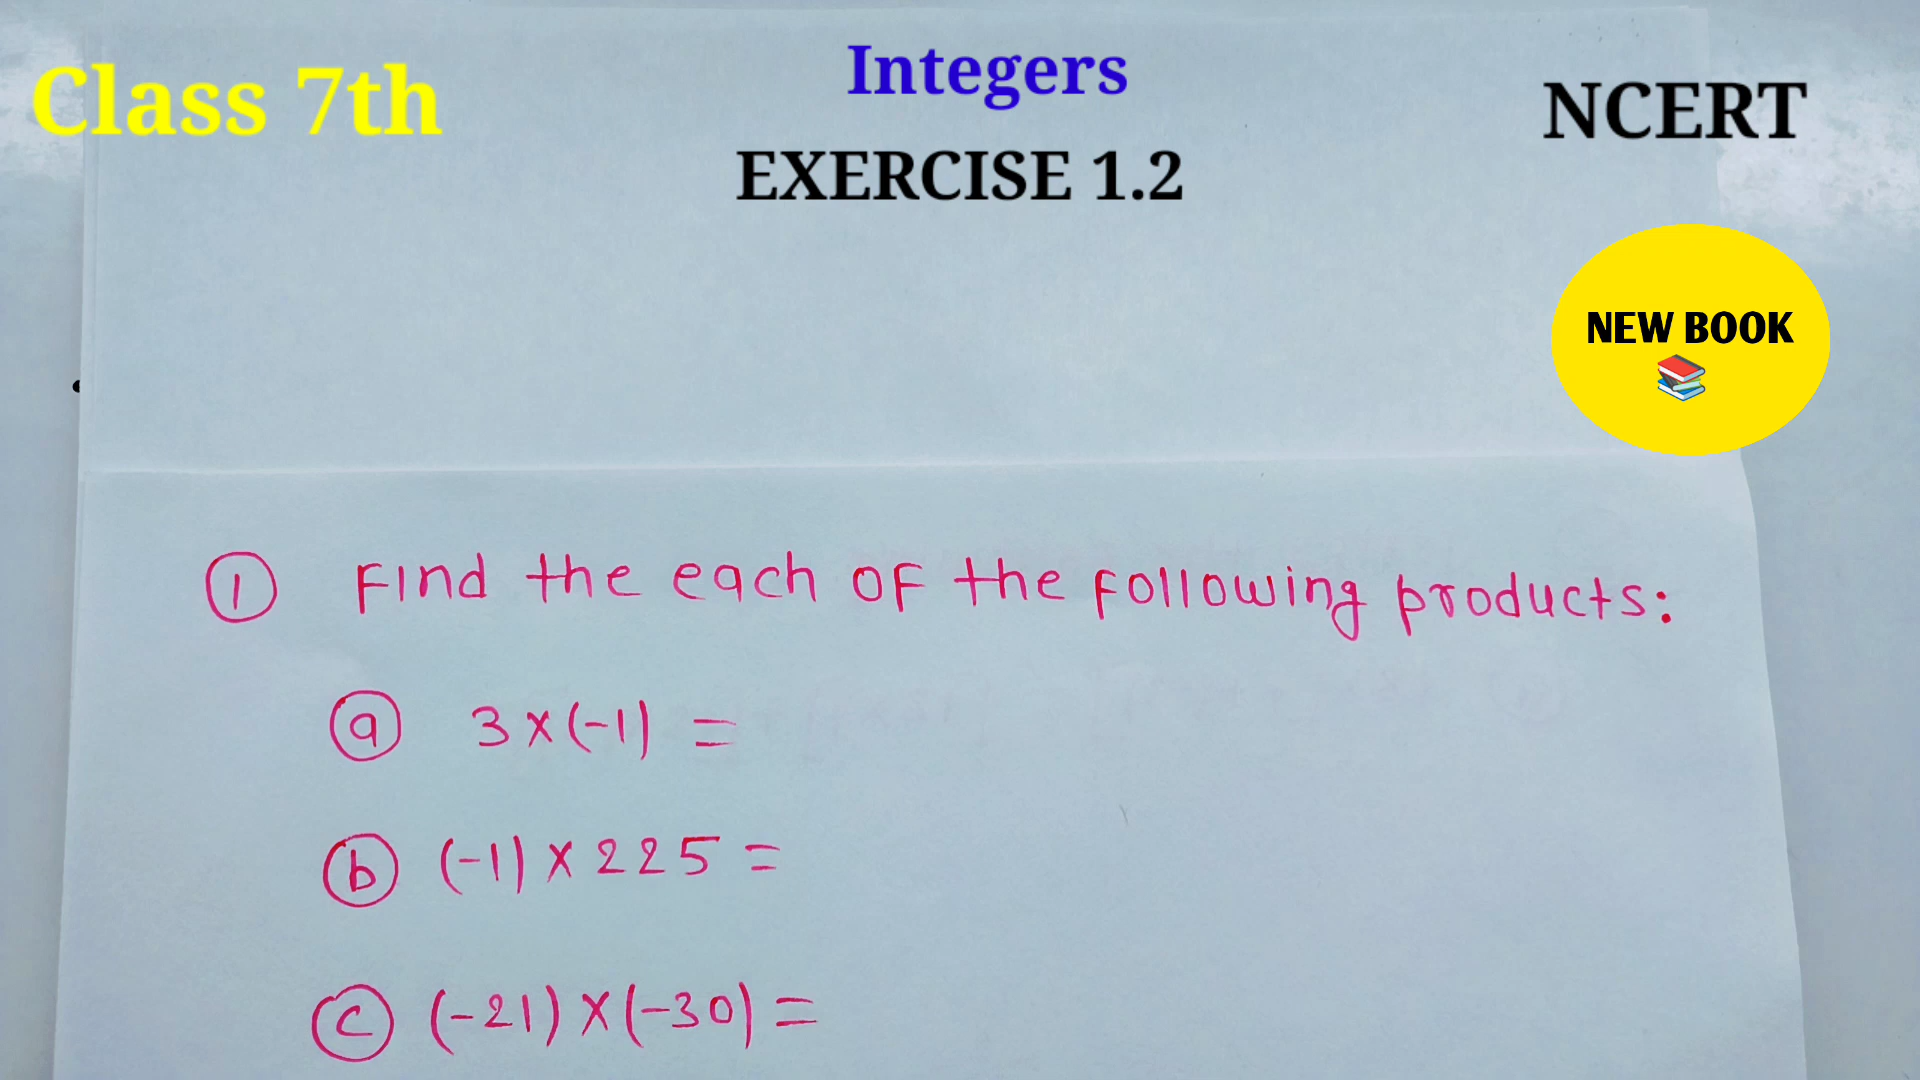 Class 7th
Integers
NCERT
EXERCISE 1.2
NEW BOOK
① Find the each of the following products:
ⓐ 3×(-1) =
ⓑ (-1)×225 =
ⓒ (-21)×(-30) =